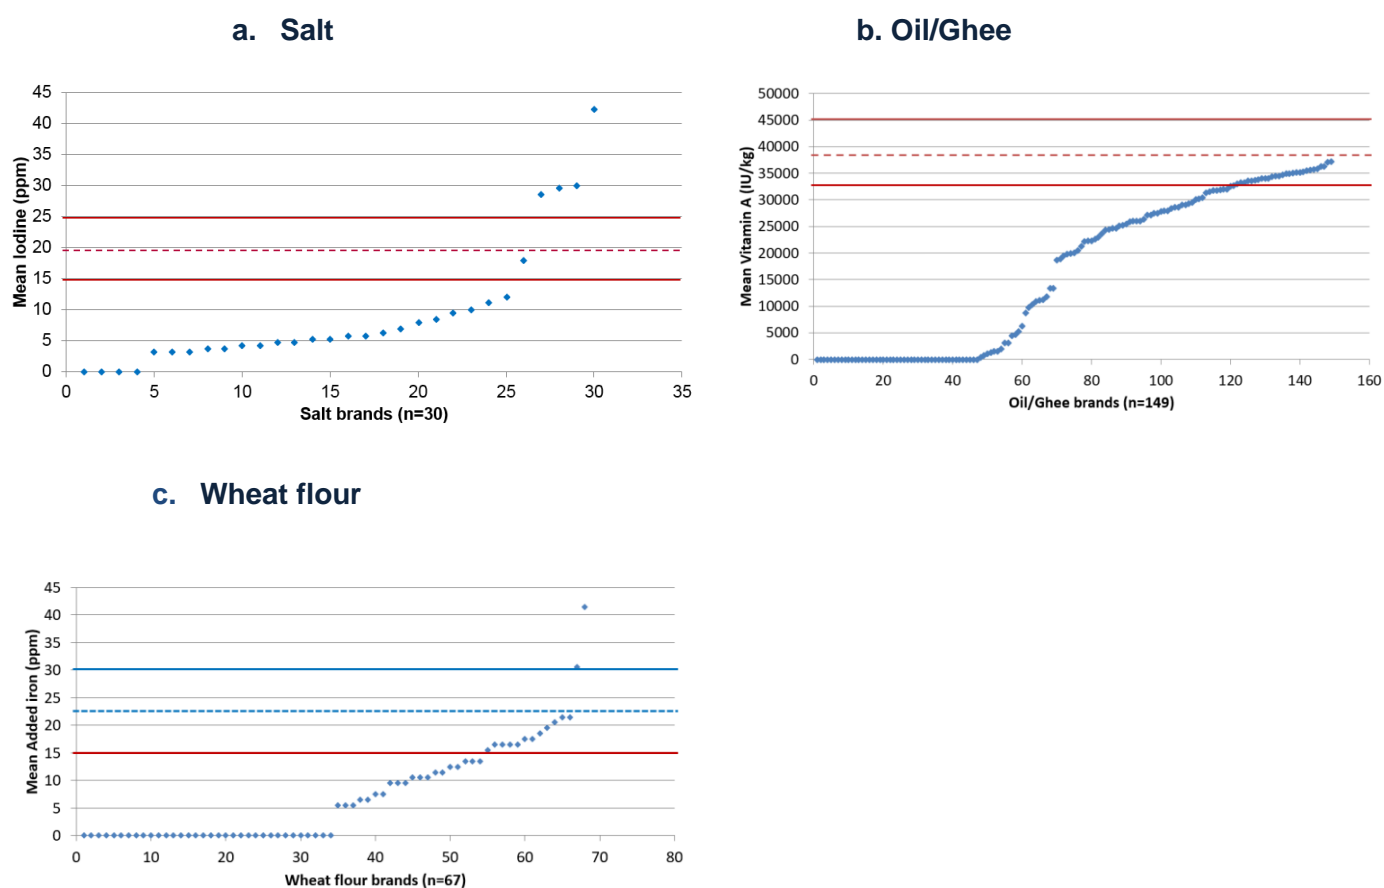 a. Salt
45
40
35
30
25
20
15
10
5
0
0 5 10 15 20 25 30 35
Mean Iodine (ppm)
Salt brands (n=30)
b. Oil/Ghee
50000
45000
40000
35000
30000
25000
20000
15000
10000
5000
0
0 20 40 60 80 100 120 140 160
Mean Vitamin A (IU/kg)
Oil/Ghee brands (n=149)
c. Wheat flour
45
40
35
30
25
20
15
10
5
0
0 10 20 30 40 50 60 70 80
Mean Added iron (ppm)
Wheat flour brands (n=67)